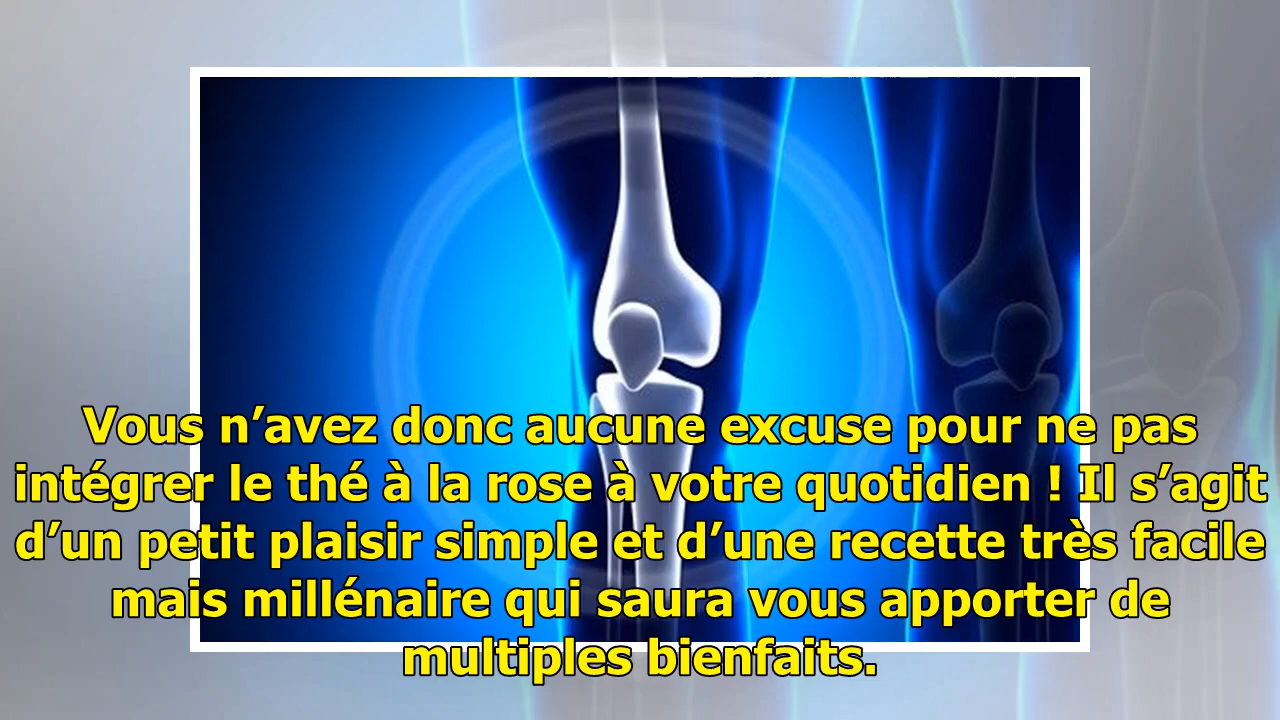 Vous n’avez donc aucune excuse pour ne pas
intégrer le thé à la rose à votre quotidien ! Il s’agit
d’un petit plaisir simple et d’une recette très facile
mais millénaire qui saura vous apporter de
multiples bienfaits.